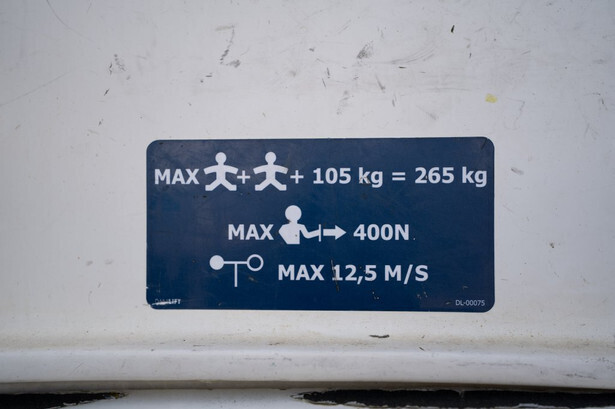 MAX + + 105 kg = 265 kg
MAX 400N
MAX 12,5 M/S
DL-00075